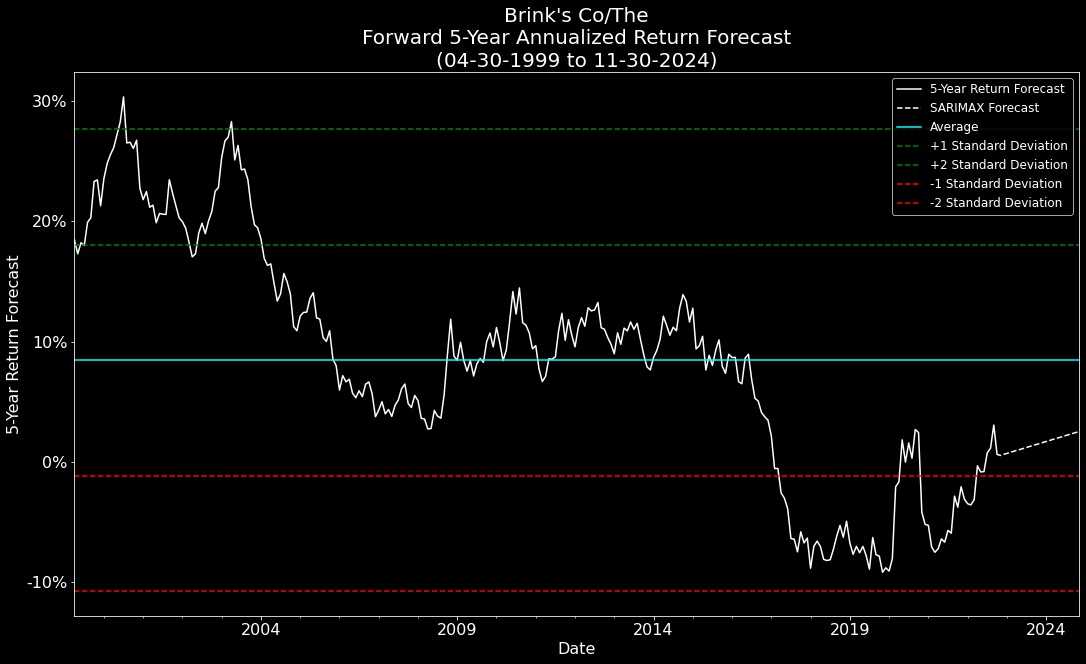 Brink's Co/The
Forward 5-Year Annualized Return Forecast
(04-30-1999 to 11-30-2024)
5-Year Return Forecast
30%
20%
10%
0%
-10%
5-Year Return Forecast
SARIMAX Forecast
Average
+1 Standard Deviation
+2 Standard Deviation
-1 Standard Deviation
-2 Standard Deviation
2004
2009
2014
2019
2024
Date